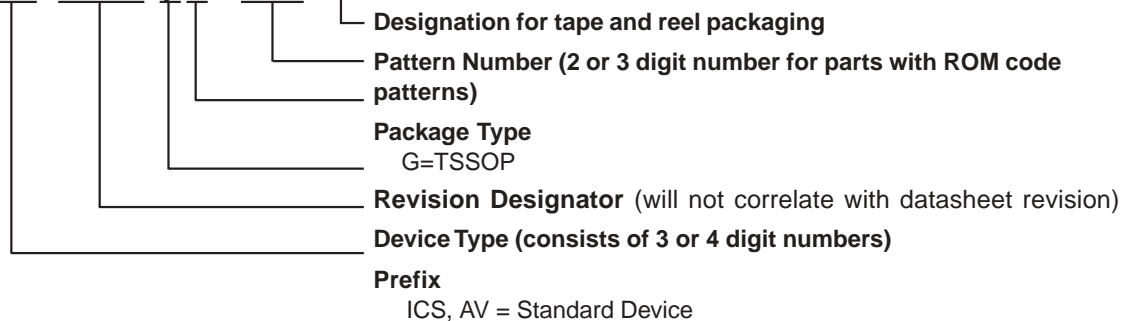 Designation for tape and reel packaging
Pattern Number (2 or 3 digit number for parts with ROM code
patterns)
Package Type
G=TSSOP
Revision Designator (will not correlate with datasheet revision)
Device Type (consists of 3 or 4 digit numbers)
Prefix
ICS, AV = Standard Device